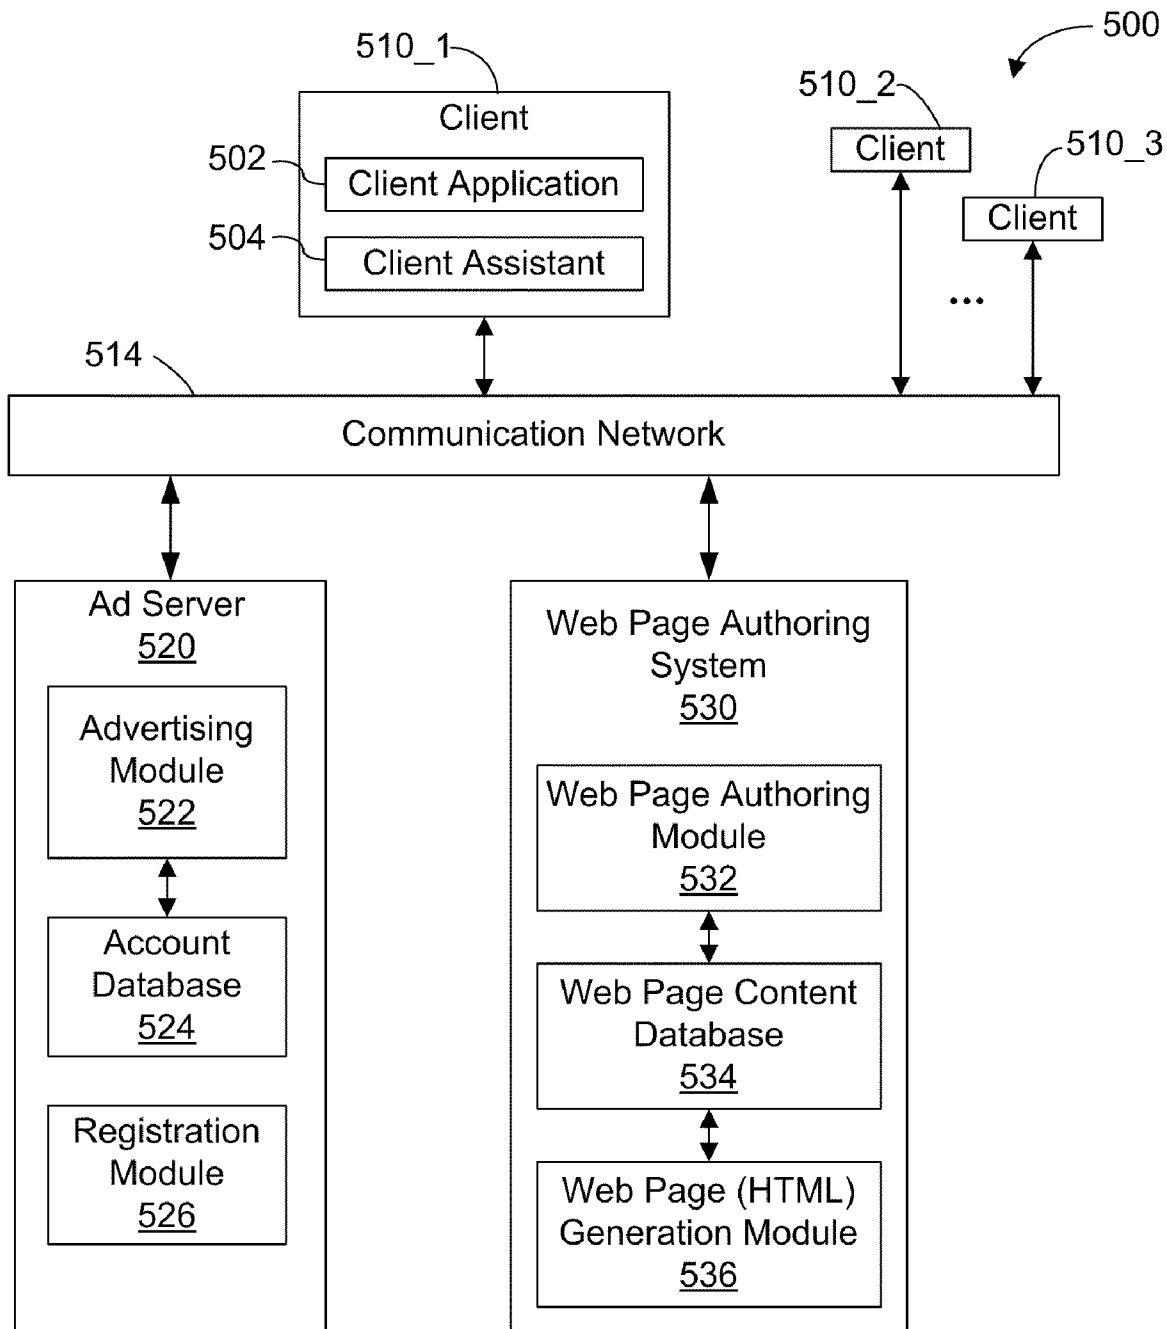 500
510_1
510_2
510_3
Client
502
Client Application
504
Client Assistant
Client
Client
...
514
Communication Network
Ad Server
520
Advertising
Module
522
Account
Database
524
Registration
Module
526
Web Page Authoring
System
530
Web Page Authoring
Module
532
Web Page Content
Database
534
Web Page (HTML)
Generation Module
536